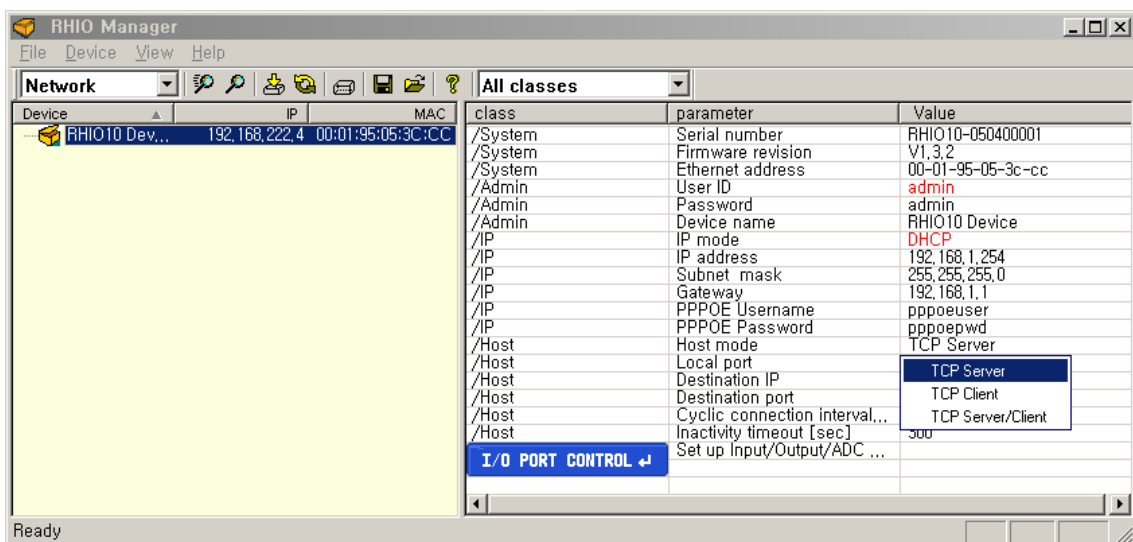 RHIO Manager
File Device View Help
Network All classes
Device IP MAC
RHIO10 Dev... 192,168,222,4 00:01:95:05:3C:CC
class parameter Value
/System Serial number RHIO10-050400001
/System Firmware revision V1,3,2
/System Ethernet address 00-01-95-05-3c-cc
/Admin User ID admin
/Admin Password admin
/Admin Device name RHIO10 Device
/IP IP mode DHCP
/IP IP address 192,168,1,254
/IP Subnet mask 255,255,255,0
/IP Gateway 192,168,1,1
/IP PPPOE Username pppoeuser
/IP PPPOE Password pppoepwd
/Host Host mode TCP Server
/Host Local port
/Host Destination IP
/Host Destination port
/Host Cyclic connection interval...
/Host Inactivity timeout [sec] 300
TCP Server
TCP Client
TCP Server/Client
I/O PORT CONTROL Set up Input/Output/ADC ...
Ready